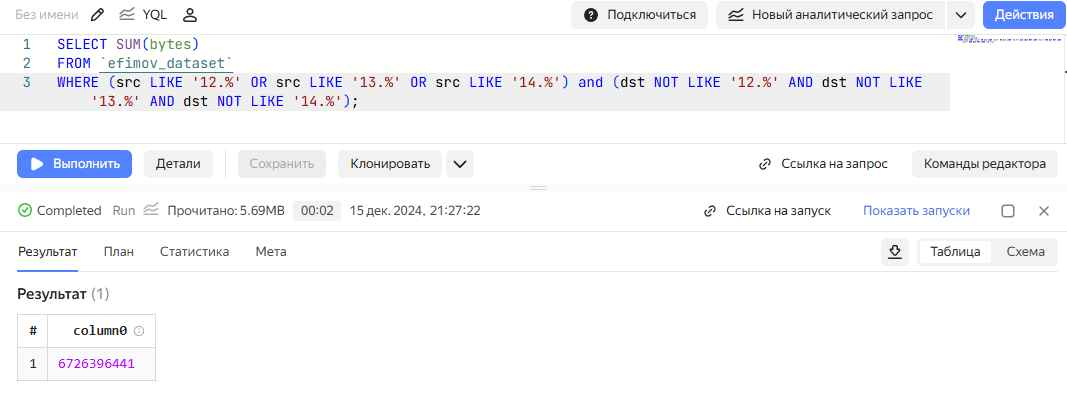 Без имени YQL Подключиться Новый аналитический запрос Действия
1 SELECT SUM(bytes)
2 FROM `efimov_dataset`
3 WHERE (src LIKE '12.%' OR src LIKE '13.%' OR src LIKE '14.%') and (dst NOT LIKE '12.%' AND dst NOT LIKE
'13.%' AND dst NOT LIKE '14.%');
Выполнить Детали Сохранить Клонировать Ссылка на запрос Команды редактора
Completed Run Прочитано: 5.69MB 00:02 15 дек. 2024, 21:27:22 Ссылка на запуск Показать запуски
Результат План Статистика Мета Таблица Схема
Результат (1)
# column0
1 6726396441